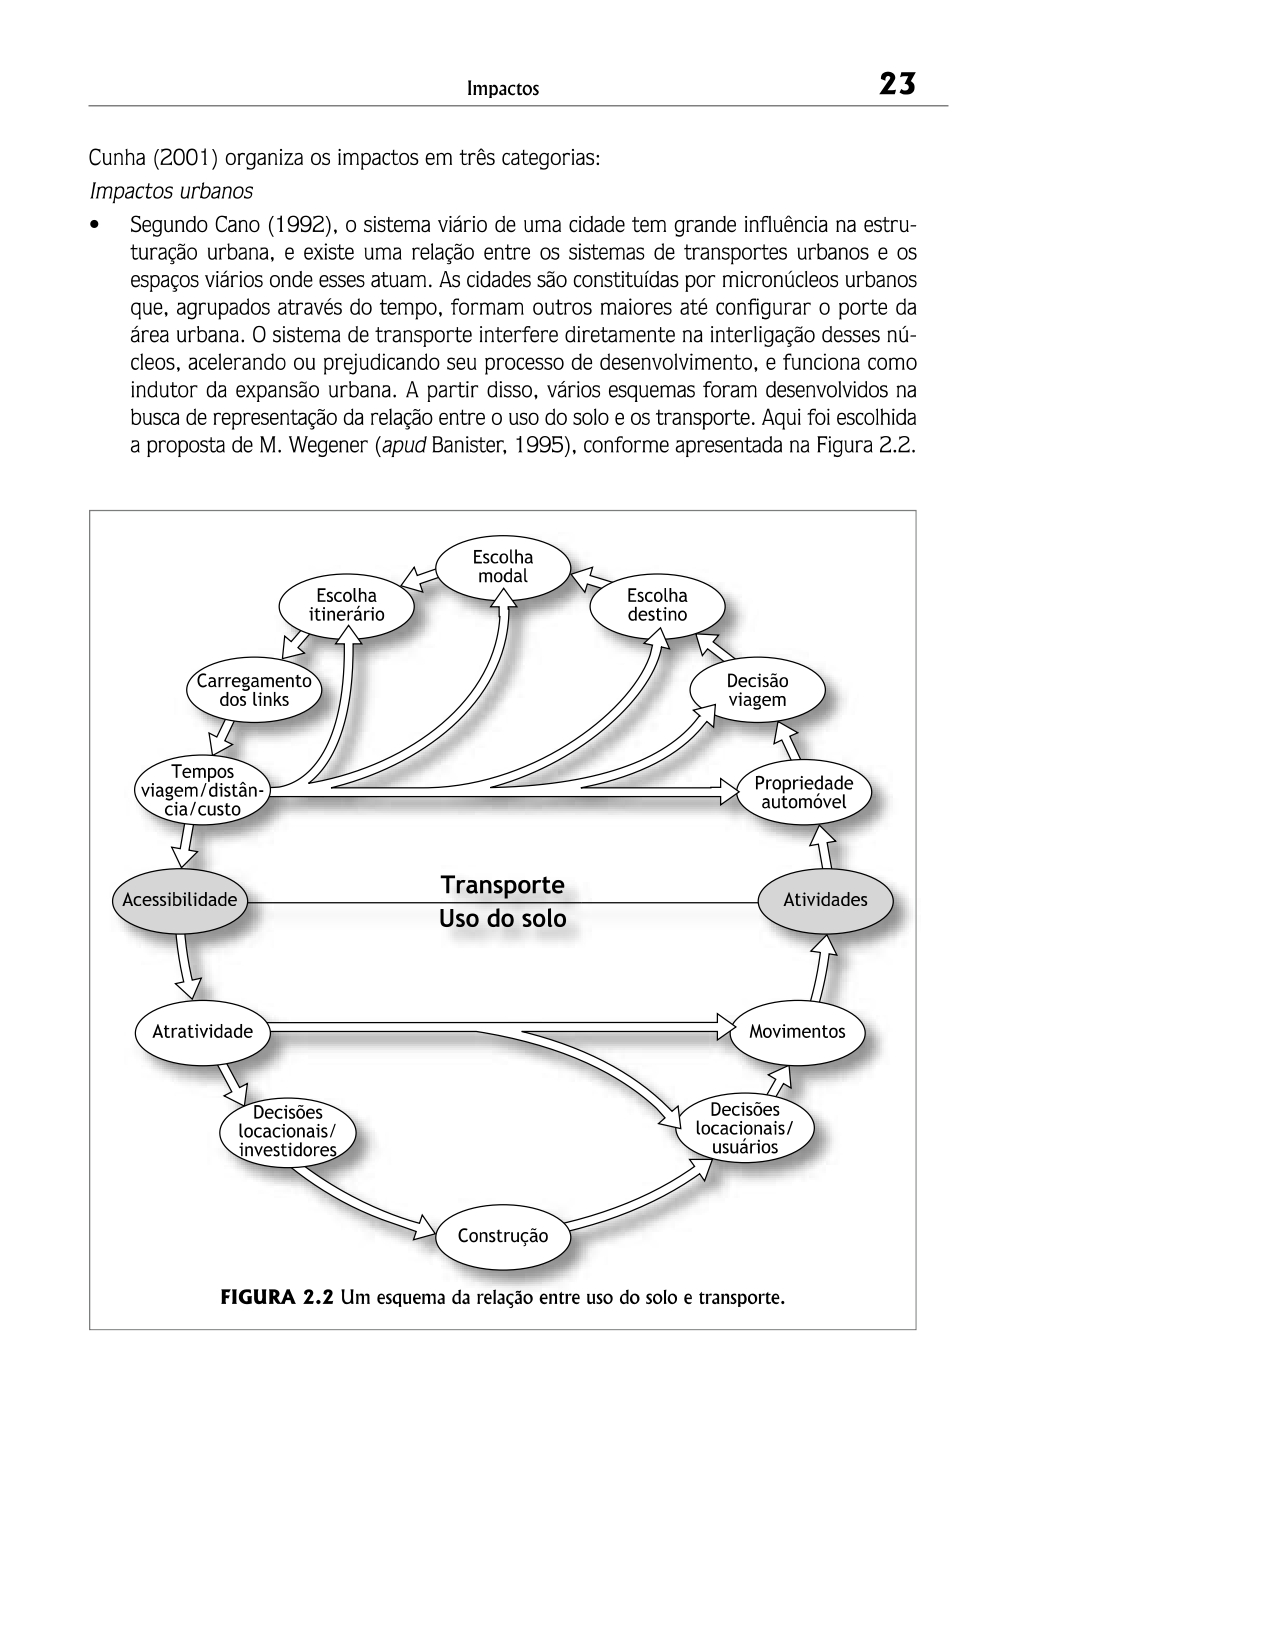 Impactos 23
Cunha (2001) organiza os impactos em três categorias:
Impactos urbanos
• Segundo Cano (1992), o sistema viário de uma cidade tem grande influência na estru-
turação urbana, e existe uma relação entre os sistemas de transportes urbanos e os
espaços viários onde esses atuam. As cidades são constituídas por micronúcleos urbanos
que, agrupados através do tempo, formam outros maiores até configurar o porte da
área urbana. O sistema de transporte interfere diretamente na interligação desses nú-
cleos, acelerando ou prejudicando seu processo de desenvolvimento, e funciona como
indutor da expansão urbana. A partir disso, vários esquemas foram desenvolvidos na
busca de representação da relação entre o uso do solo e os transporte. Aqui foi escolhida
a proposta de M. Wegener (apud Banister, 1995), conforme apresentada na Figura 2.2.
Escolha
modal
Escolha
itinerário
Escolha
destino
Carregamento
dos links
Decisão
viagem
Tempos
viagem/distân-
cia/custo
Propriedade
automóvel
Acessibilidade
Transporte
Uso do solo
Atividades
Atratividade
Movimentos
Decisões
locacionais/
investidores
Decisões
locacionais/
usuários
Construção
FIGURA 2.2 Um esquema da relação entre uso do solo e transporte.